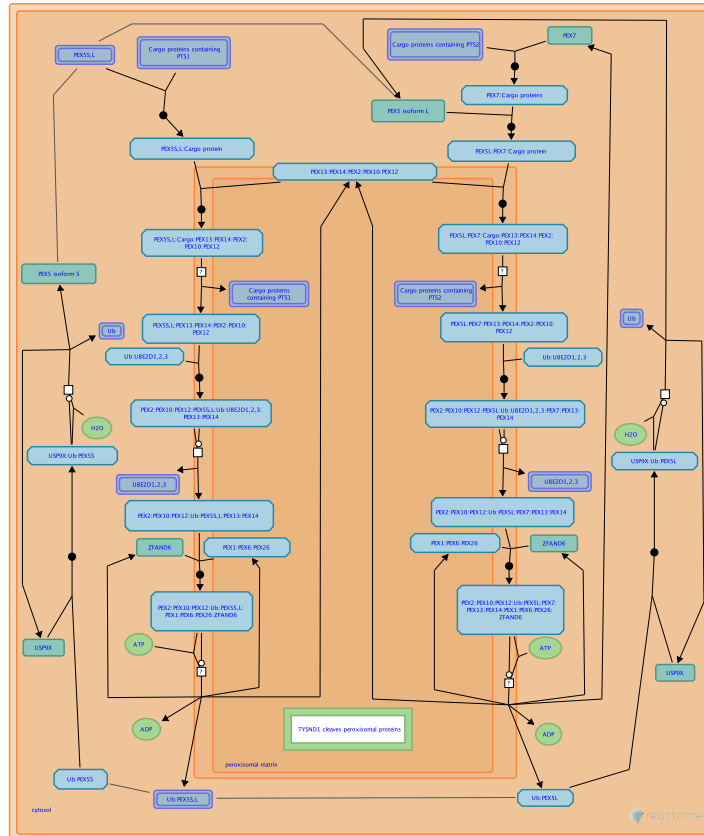 PEX5S,L
Cargo proteins containing
PTS1
Cargo proteins containing PTS2
PEX7
PEX7:Cargo proteins
PEX5 isoform L
PEX5S,L:Cargo protein
PEX5L:PEX7:Cargo protein
PEX13:PEX14:PEX2:PEX10:PEX12
PEX5S,L:Cargo:PEX13:PEX14:PEX2:
PEX10:PEX12
PEX5L:PEX7:Cargo:PEX13:PEX14:PEX2:
PEX10:PEX12
?
?
PEX5 isoform S
Cargo proteins
containing PTS1
Cargo proteins containing
PTS2
Ub
PEX5S,L:PEX13:PEX14:PEX2:PEX10:
PEX12
PEX5L:PEX7:PEX13:PEX14:PEX2:PEX10:
PEX12
Ub
Ub:UBE2D1,2,3
Ub:UBE2D1,2,3
PEX2:PEX10:PEX12:PEX5S,L:Ub:UBE2D1,2,3:
PEX13:PEX14
PEX2:PEX10:PEX12:PEX5L:Ub:UBE2D1,2,3:PEX7:PEX13:
PEX14
H2O
H2O
USP9X:Ub:PEX5S
USP9X:Ub:PEX5L
UBE2D1,2,3
UBE2D1,2,3
PEX2:PEX10:PEX12:Ub:PEX5S,L:PEX13:PEX14
PEX2:PEX10:PEX12:Ub:PEX5L:PEX7:PEX13:PEX14
ZFAND6
PEX1:PEX6:PEX26
PEX1:PEX6:PEX26
ZFAND6
PEX2:PEX10:PEX12:Ub:PEX5S,L:
PEX1:PEX6:PEX26:ZFAND6
PEX2:PEX10:PEX12:Ub:PEX5L:PEX7:
PEX13:PEX14:PEX1:PEX6:PEX26:
ZFAND6
USP9X
ATP
ATP
USP9X
?
?
ADP
TYSND1 cleaves peroxisomal proteins
ADP
peroxisomal matrix
Ub:PEX5S
Ub:PEX5S,L
Ub:PEX5L
cytosol
reactome